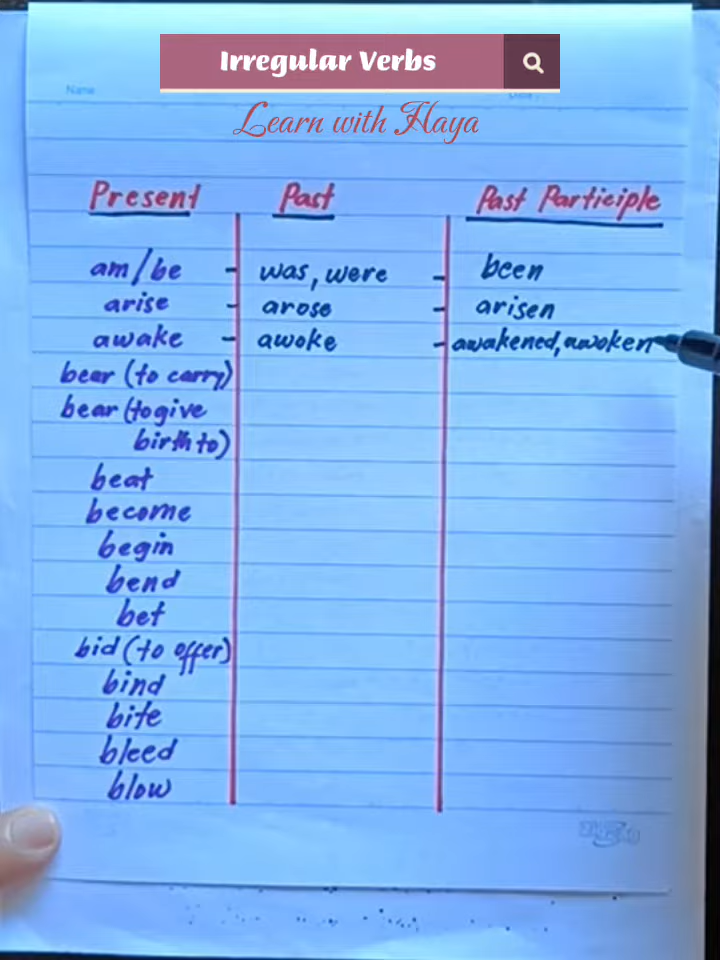 Irregular Verbs
Learn with Haya
Name
Date:
Present Past Past Participle
am/be - was, were - been
arise - arose - arisen
awake - awoke - awakened, awoken
bear (to carry)
bear (to give
birth to)
beat
become
begin
bend
bet
bid (to offer)
bind
bite
bleed
blow